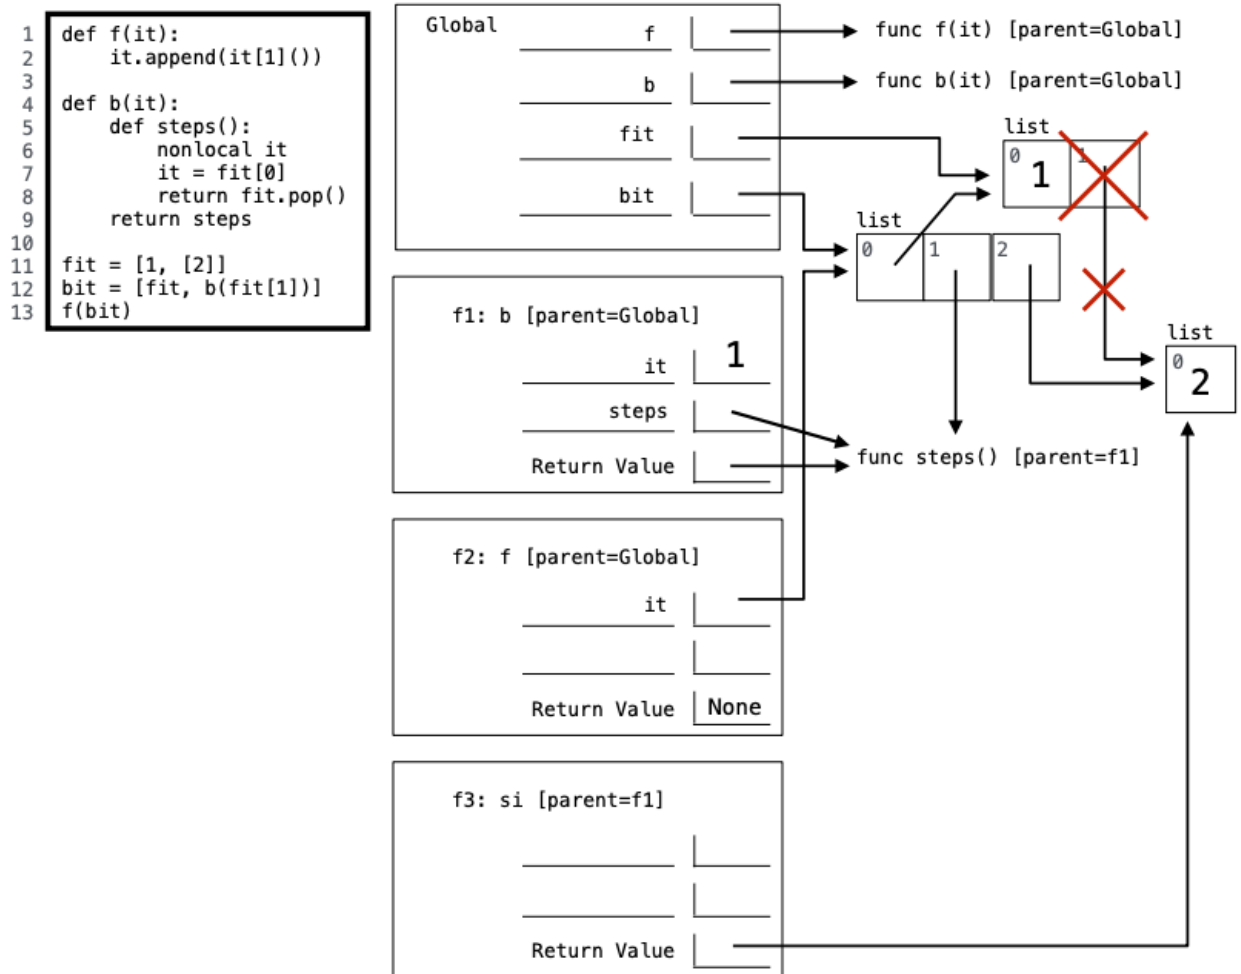 1 def f(it):
2     it.append(it[1]())
3
4 def b(it):
5     def steps():
6         nonlocal it
7         it = fit[0]
8         return fit.pop()
9     return steps
10
11 fit = [1, [2]]
12 bit = [fit, b(fit[1])]
13 f(bit)
Global
f
func f(it) [parent=Global]
b
func b(it) [parent=Global]
fit
list
0 1 1
bit
list
0 1 2
f1: b [parent=Global]
it 1
list
0 2
steps
func steps() [parent=f1]
Return Value
f2: f [parent=Global]
it
Return Value None
f3: si [parent=f1]
Return Value